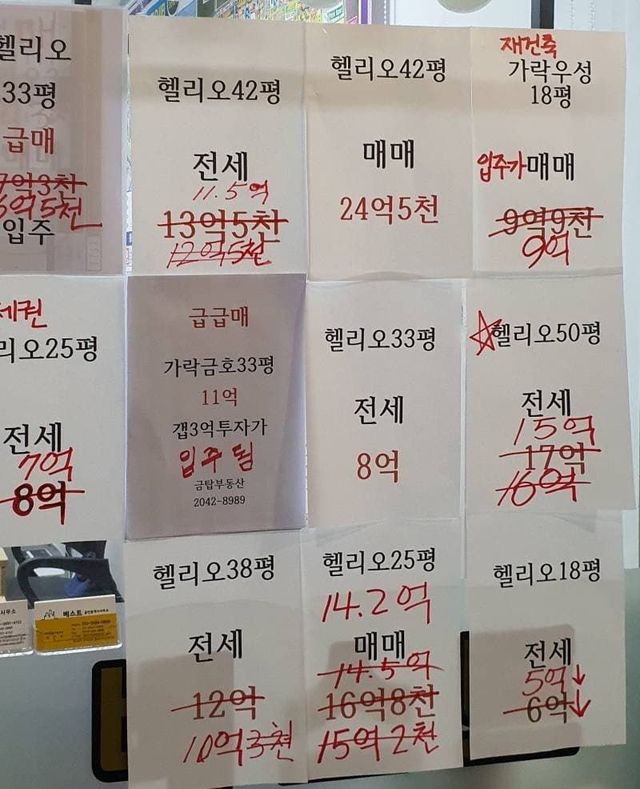 헬리오
33평
급매
7억3천
6억5천
입주
헬리오42평
전세
11.5억
13억5천
12억5천
헬리오42평
매매
24억5천
재건축
가락우성
18평
입주가매매
9억9천
9억
세권
리오25평
전세
7억
8억
급급매
가락금호33평
11억
갭3억투자가
입주 됨
금탑부동산
2042-8989
헬리오33평
전세
8억
☆헬리오50평
전세
15억
17억
16억
헬리오38평
전세
12억
10억3천
헬리오25평
14.2억
매매
14.5억
16억8천
15억2천
헬리오18평
전세
5억↓
6억↓
사무소
베스트